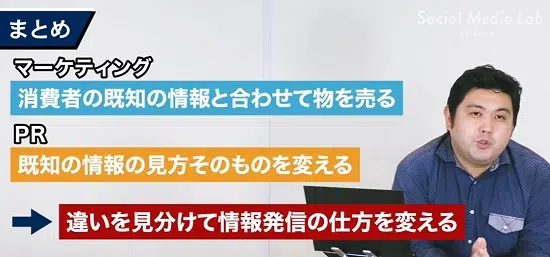 まとめ
Social Media Lab
マーケティング
消費者の既知の情報と合わせて物を売る
PR
既知の情報の見方そのものを変える
違いを見分けて情報発信の仕方を変える